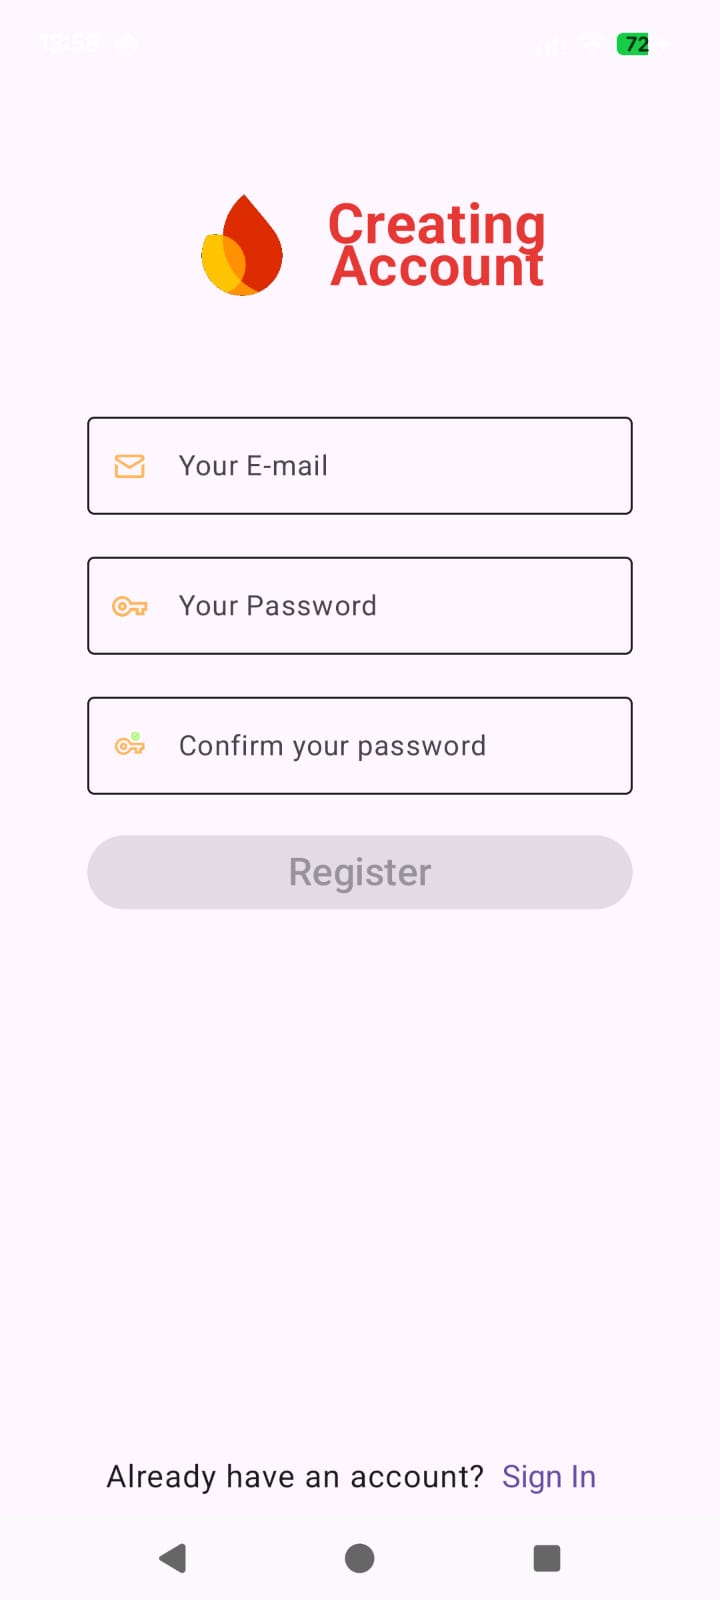 13:58
72
Creating
Account
Your E-mail
Your Password
Confirm your password
Register
Already have an account? Sign In